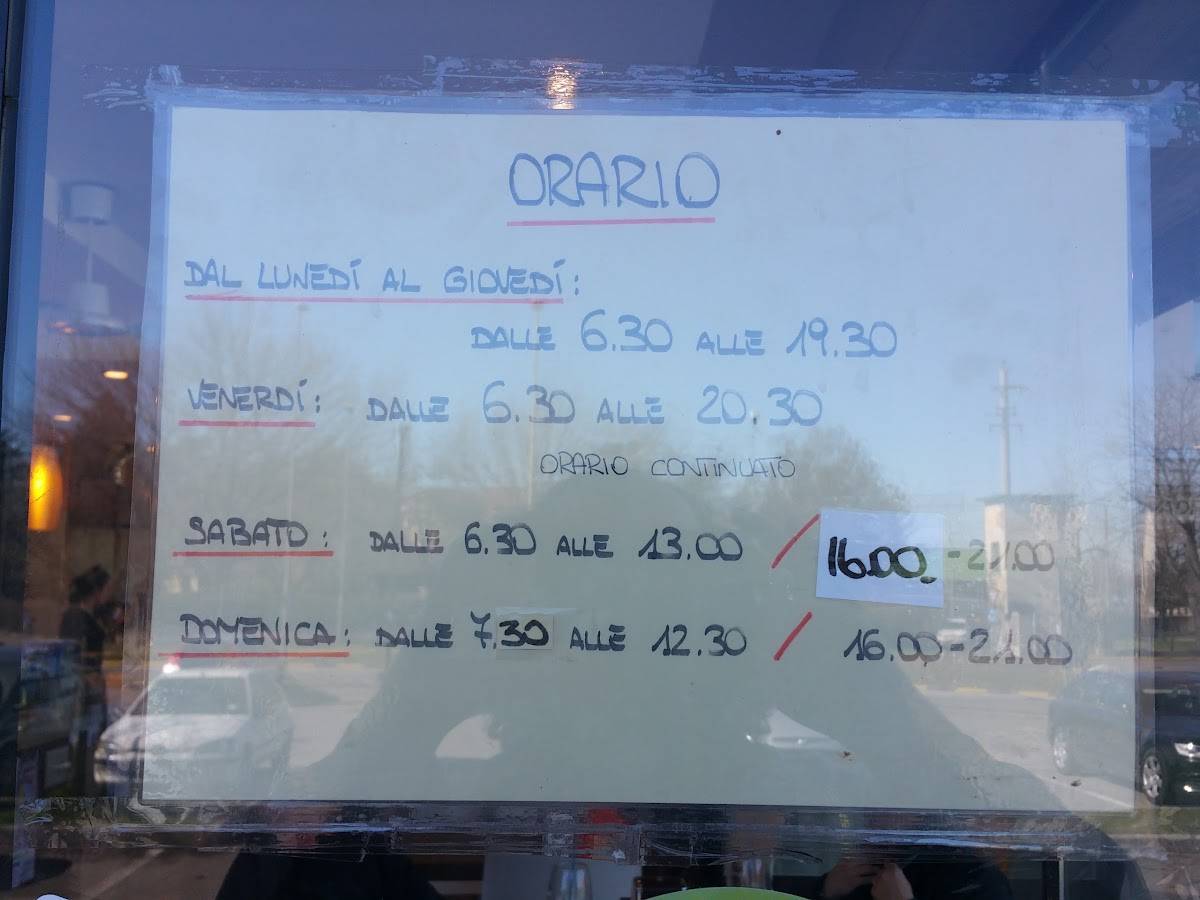 ORARIO
DAL LUNEDÍ AL GIOVEDÍ:
DALLE 6.30 ALLE 19.30
VENERDÍ: DALLE 6.30 ALLE 20.30
ORARIO CONTINUATO
SABATO: DALLE 6.30 ALLE 13.00 / 16.00.-21.00
DOMENICA: DALLE 7.30 ALLE 12.30 / 16.00-21.00